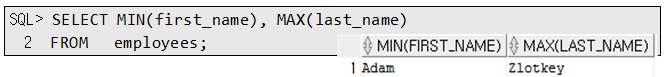 SQL> SELECT MIN(first_name), MAX(last_name)
2 FROM employees;
MIN(FIRST_NAME) MAX(LAST_NAME)
1 Adam Zlotkey